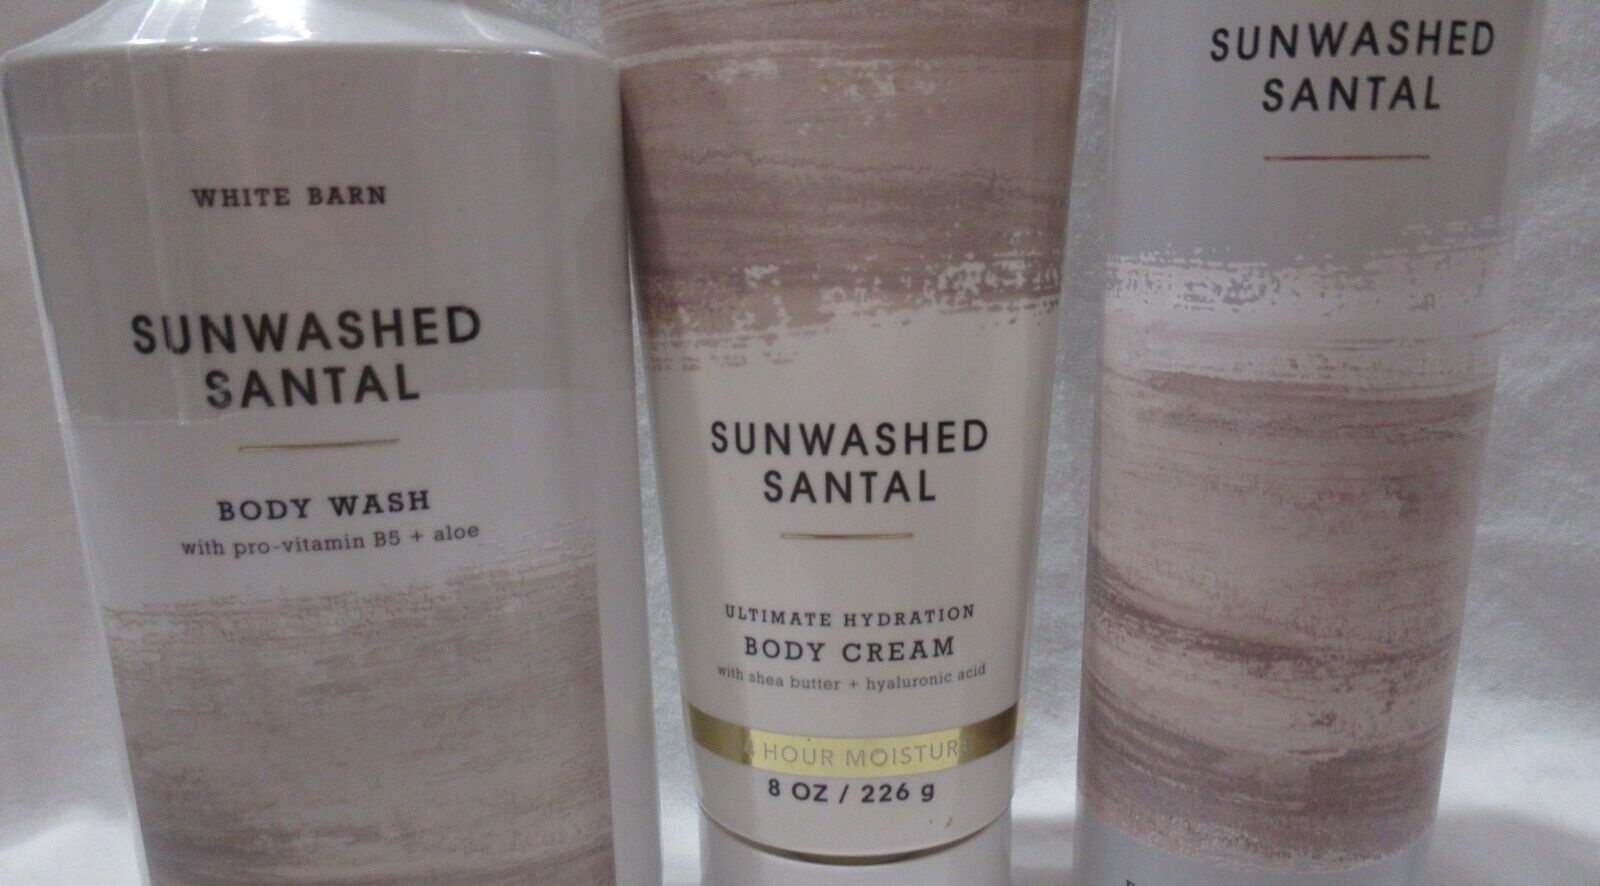 WHITE BARN
SUNWASHED
SANTAL
BODY WASH
with pro-vitamin B5 + aloe
SUNWASHED
SANTAL
ULTIMATE HYDRATION
BODY CREAM
with shea butter + hyaluronic acid
4 HOUR MOISTURE
8 OZ / 226 g
SUNWASHED
SANTAL